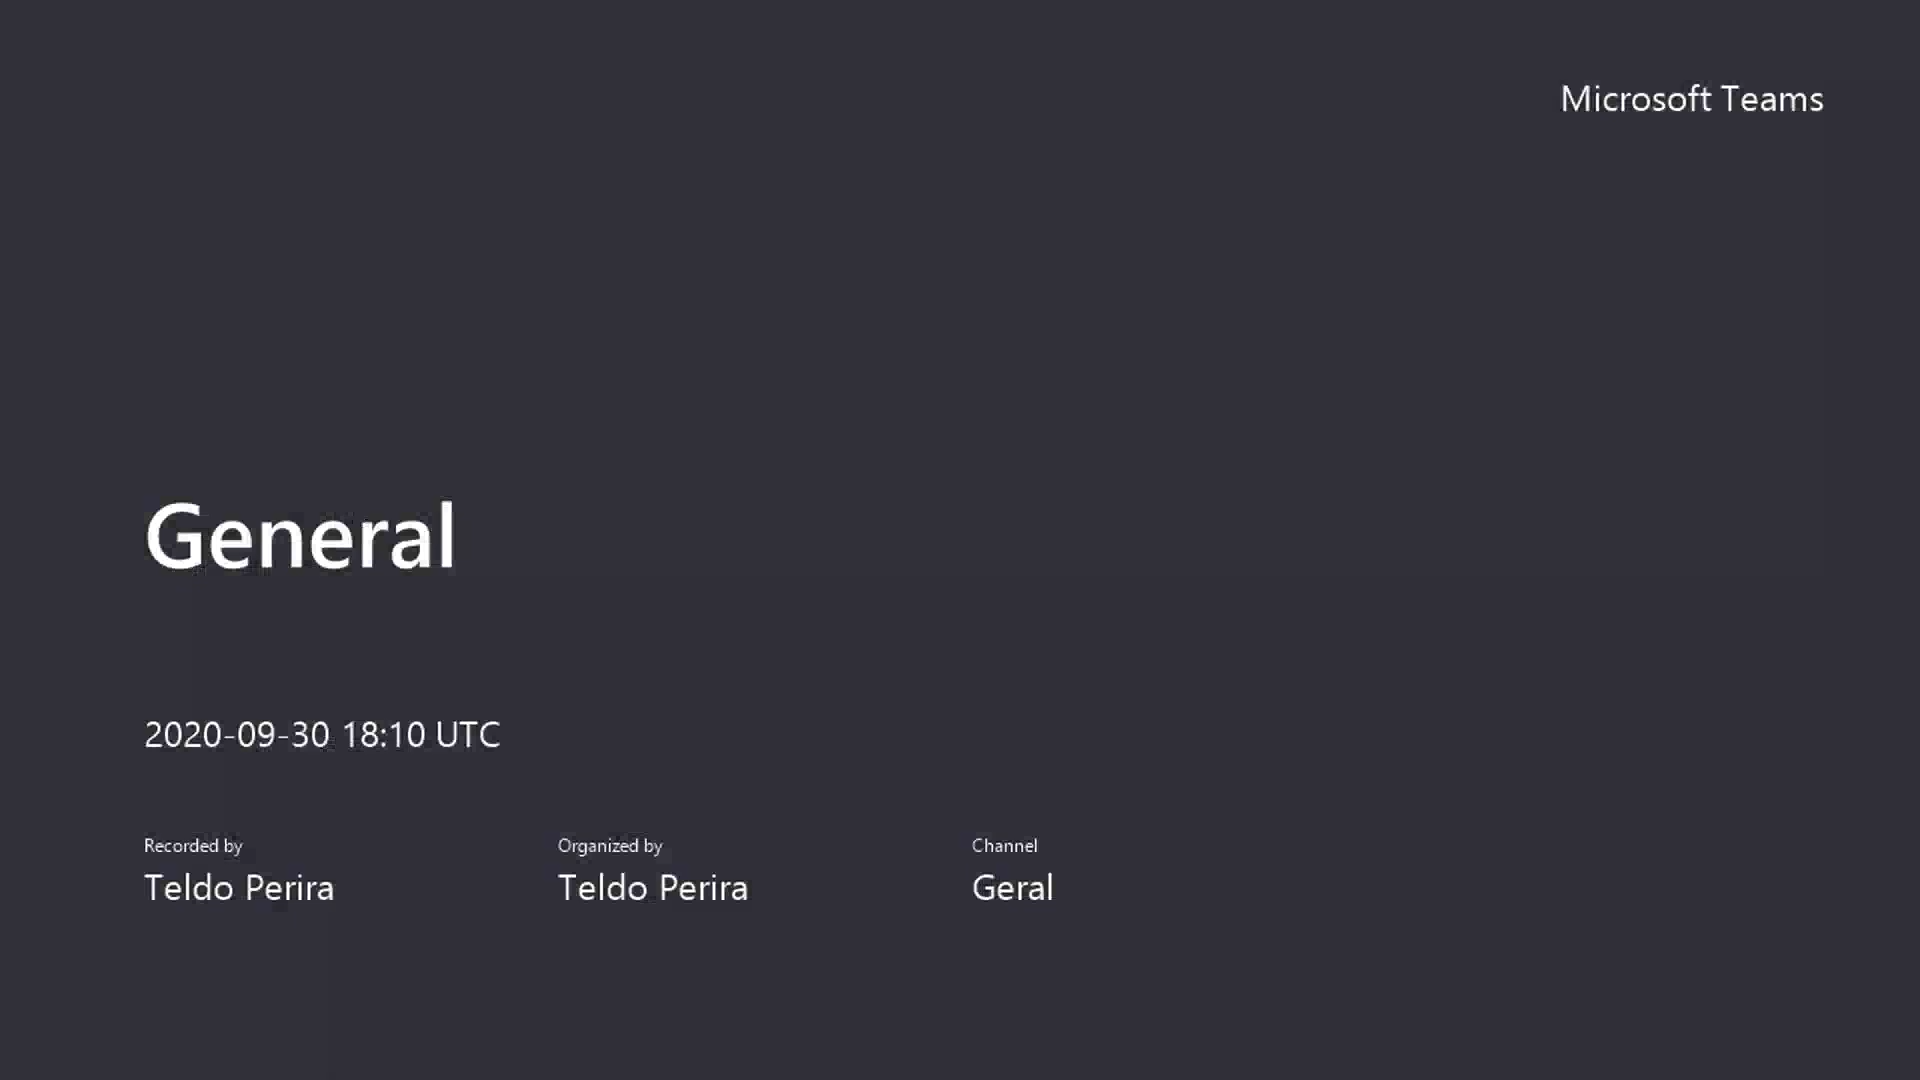 Microsoft Teams
General
2020-09-30 18:10 UTC
Recorded by
Teldo Perira
Organized by
Teldo Perira
Channel
Geral